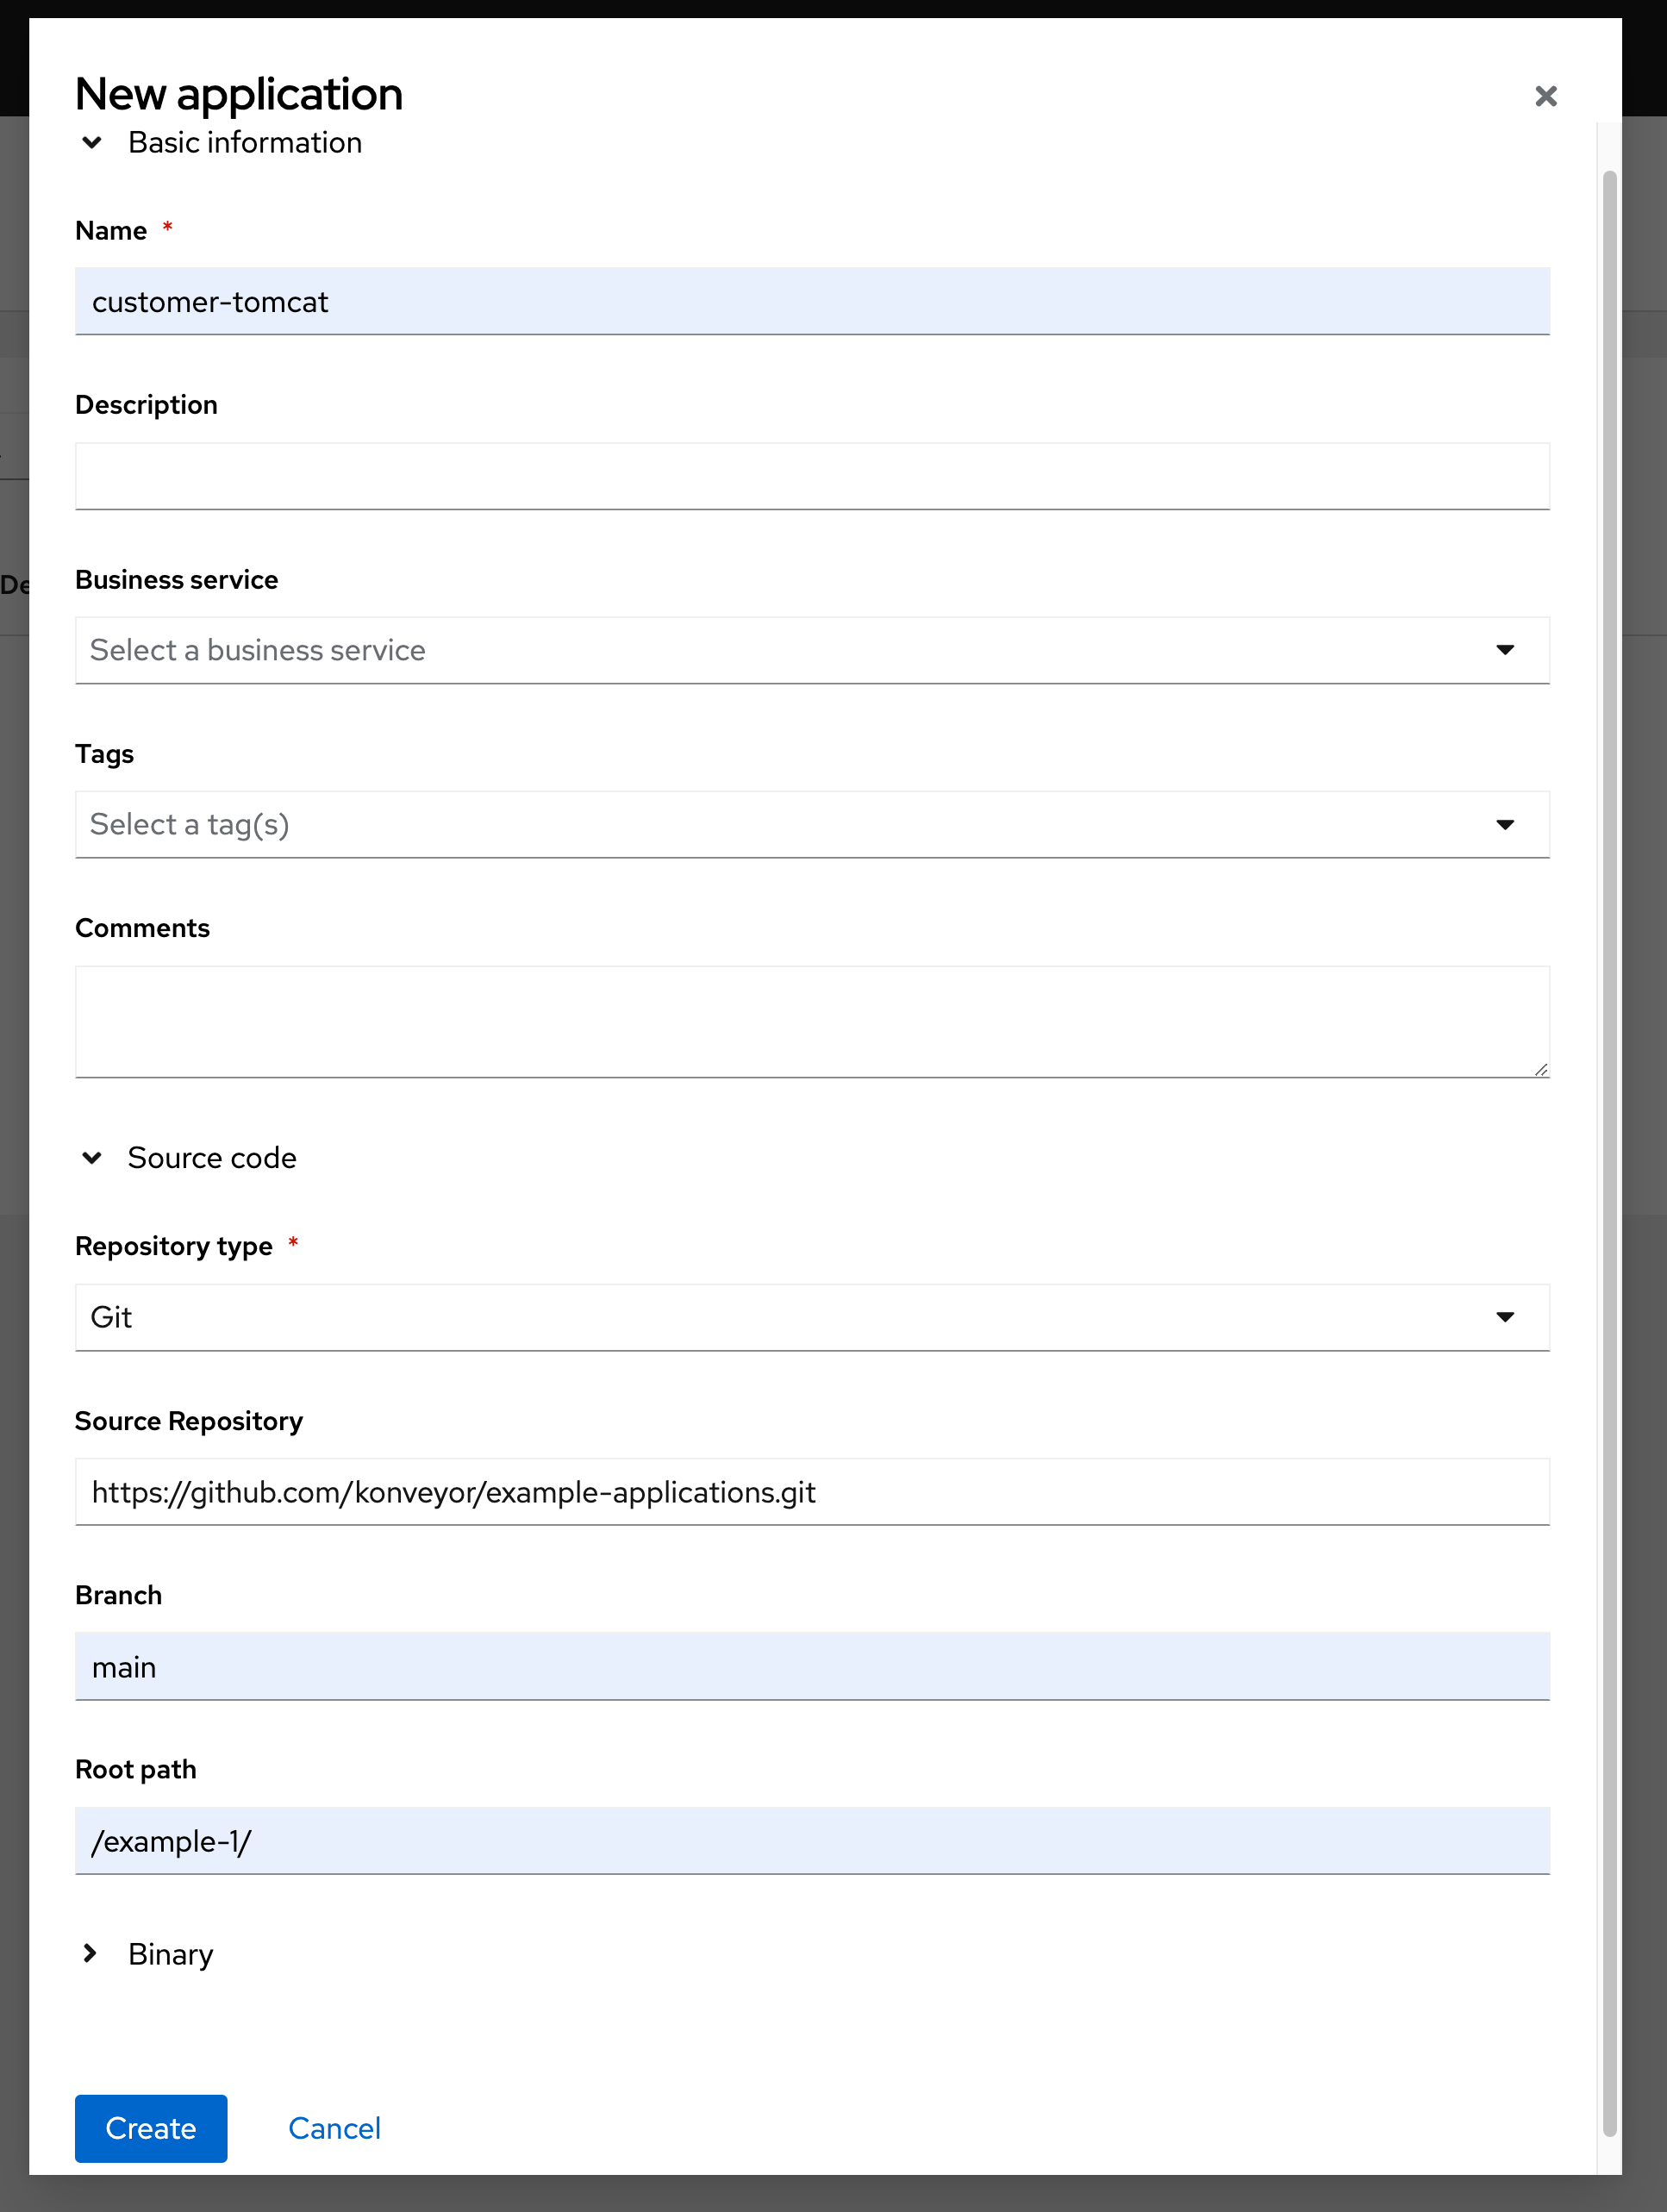 New application
Basic information
Name *
customer-tomcat
Description
Business service
Select a business service
De
Tags
Select a tag(s)
Comments
Source code
Repository type *
Git
Source Repository
https://github.com/konveyor/example-applications.git
Branch
main
Root path
/example-1/
Binary
Create Cancel